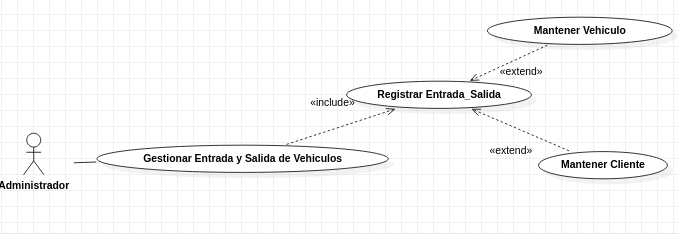 Mantener Vehiculo
«extend»
Registrar Entrada_Salida
«include»
Gestionar Entrada y Salida de Vehiculos
«extend»
Mantener Cliente
Administrador